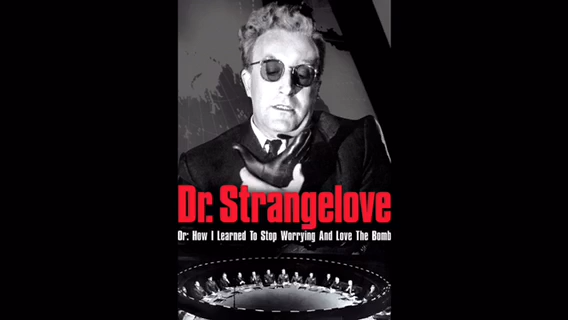 Dr. Strangelove
Or: How I Learned To Stop Worrying And Love The Bomb